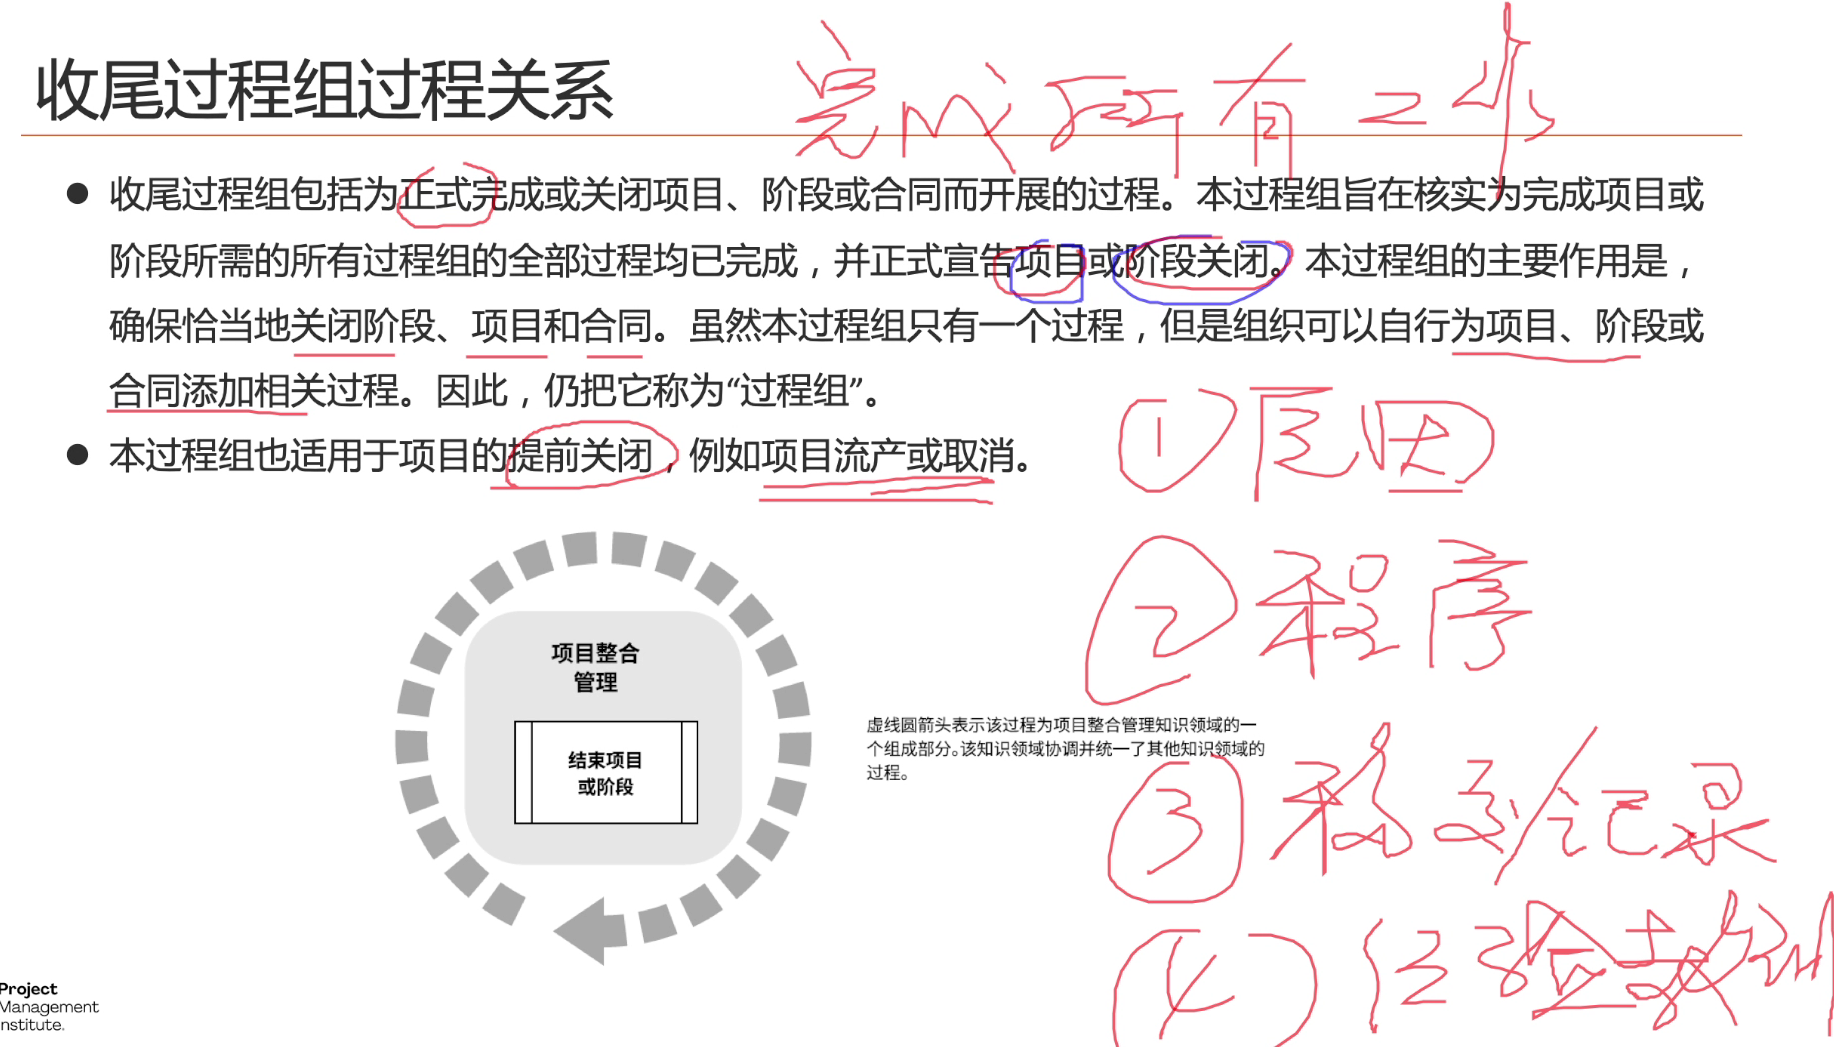 完成所有工作
收尾过程组过程关系
● 收尾过程组包括为正式完成或关闭项目、阶段或合同而开展的过程。本过程组旨在核实为完成项目或
阶段所需的所有过程组的全部过程均已完成，并正式宣告项目或阶段关闭。本过程组的主要作用是，
确保恰当地关闭阶段、项目和合同。虽然本过程组只有一个过程，但是组织可以自行为项目、阶段或
合同添加相关过程。因此，仍把它称为“过程组”。
● 本过程组也适用于项目的提前关闭，例如项目流产或取消。
① 原因
② 程序
③ 移交/记录
④ 经验教训
项目整合
管理
结束项目
或阶段
虚线圆箭头表示该过程为项目整合管理知识领域的一
个组成部分。该知识领域协调并统一了其他知识领域的
过程。
Project
Management
Institute.